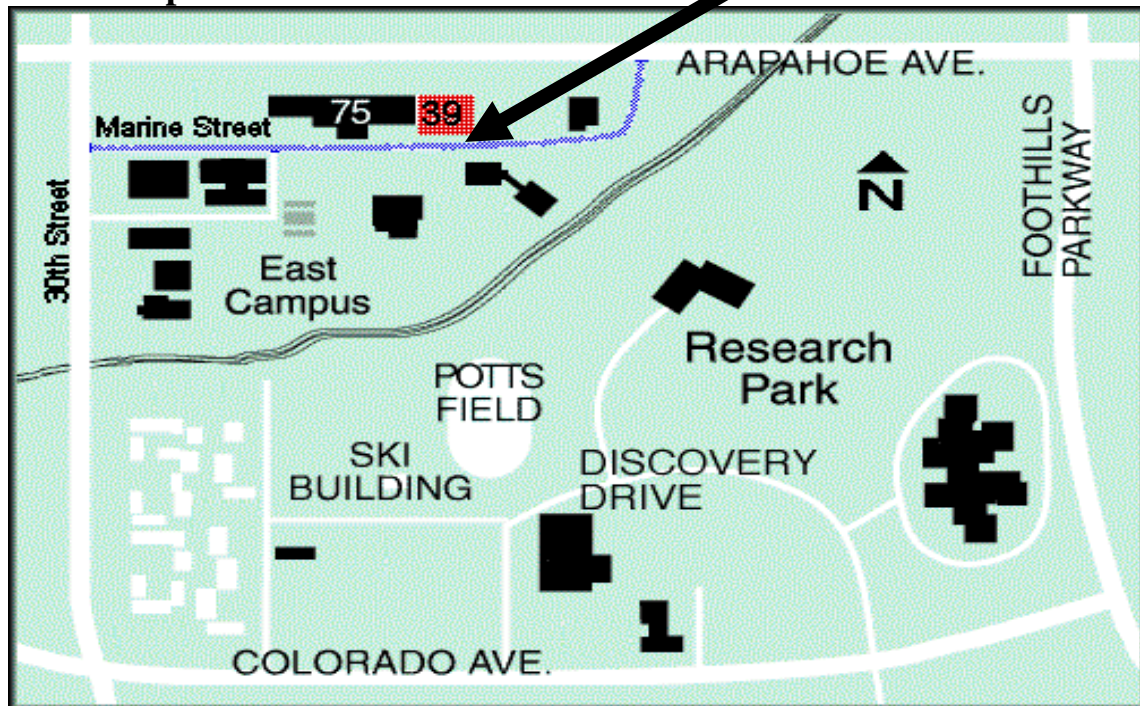 ARAPAHOE AVE.
75
39
Marine Street
30th Street
FOOTHILLS
PARKWAY
N
East
Campus
Research
Park
POTTS
FIELD
SKI
BUILDING
DISCOVERY
DRIVE
COLORADO AVE.